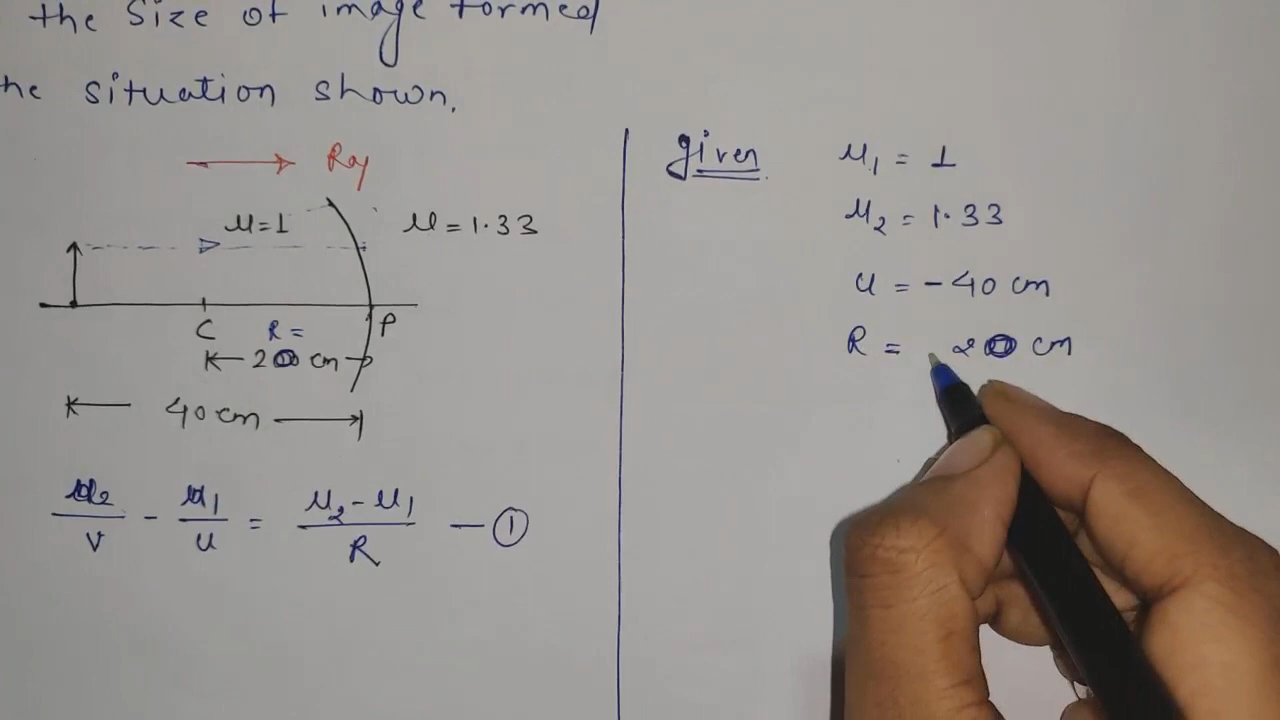 the size of image formed
he situation shown.
Ray
μ=1
μ = 1.33
C R = P
20 cm
40 cm
μ2/v - μ1/u = (μ2 - μ1)/R — ①
given
μ1 = 1
μ2 = 1.33
u = - 40 cm
R = 20 cm